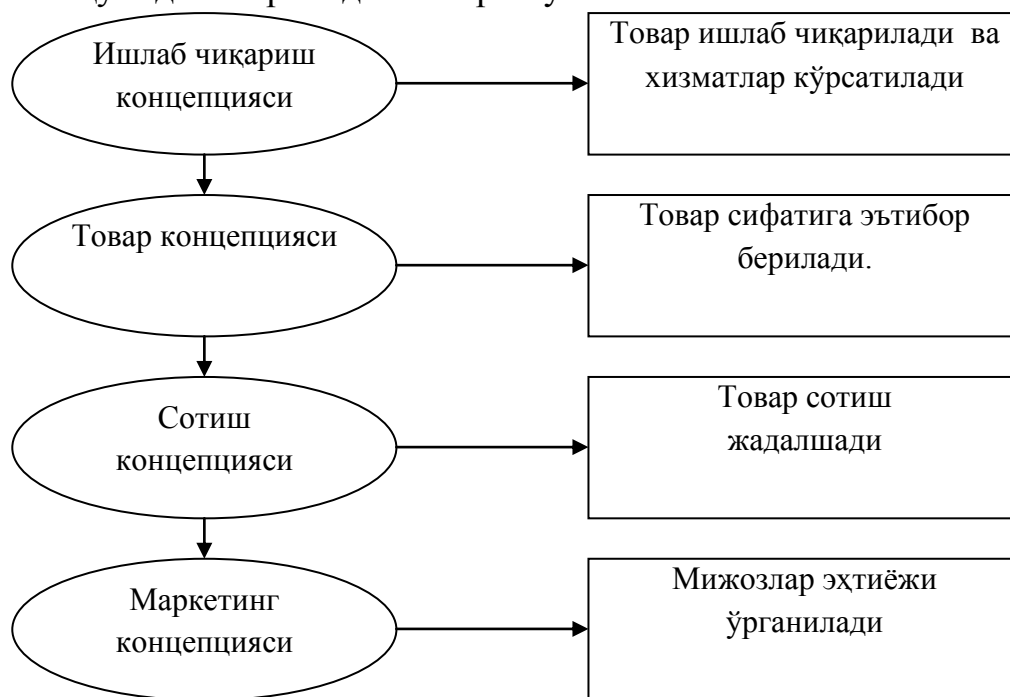 Ишлаб чиқариш
концепцияси
Товар ишлаб чиқарилади ва
хизматлар кўрсатилади
Товар концепцияси
Товар сифатига эътибор
берилади.
Сотиш
концепцияси
Товар сотиш
жадалшади
Маркетинг
концепцияси
Мижозлар эҳтиёжи
ўрганилади